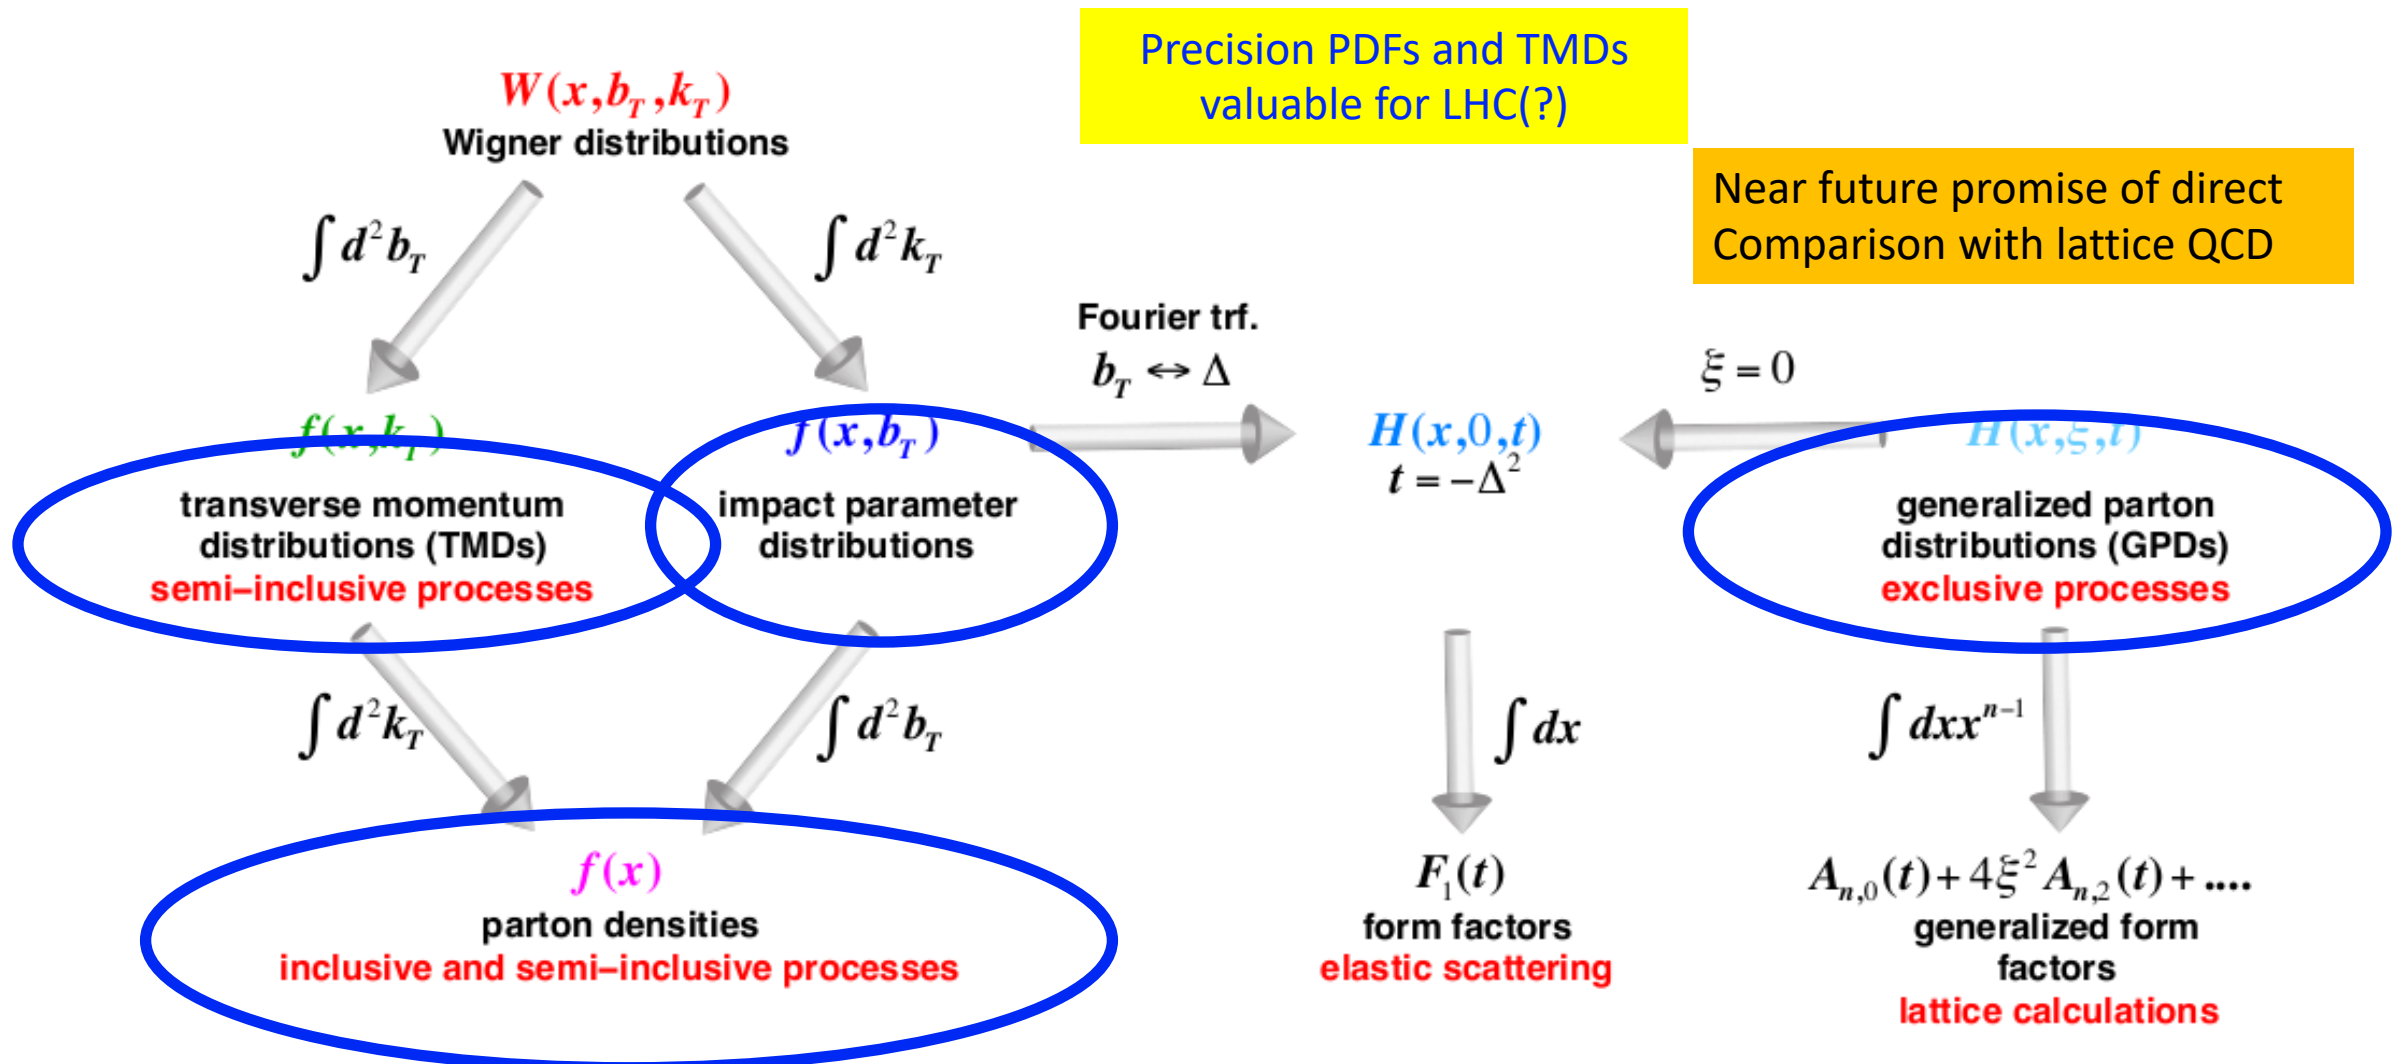 Precision PDFs and TMDs
valuable for LHC(?)
W(x,b_T,k_T)
Wigner distributions
Near future promise of direct
Comparison with lattice QCD
∫d²b_T
∫d²k_T
Fourier trf.
b_T ↔ Δ
ξ = 0
f(x,k_T)
f(x,b_T)
H(x,0,t)
t = −Δ²
H(x,ξ,t)
transverse momentum
distributions (TMDs)
semi–inclusive processes
impact parameter
distributions
generalized parton
distributions (GPDs)
exclusive processes
∫d²k_T
∫d²b_T
∫dx
∫dxx^{n−1}
f(x)
parton densities
inclusive and semi–inclusive processes
F_1(t)
form factors
elastic scattering
A_{n,0}(t) + 4ξ² A_{n,2}(t) + ....
generalized form
factors
lattice calculations